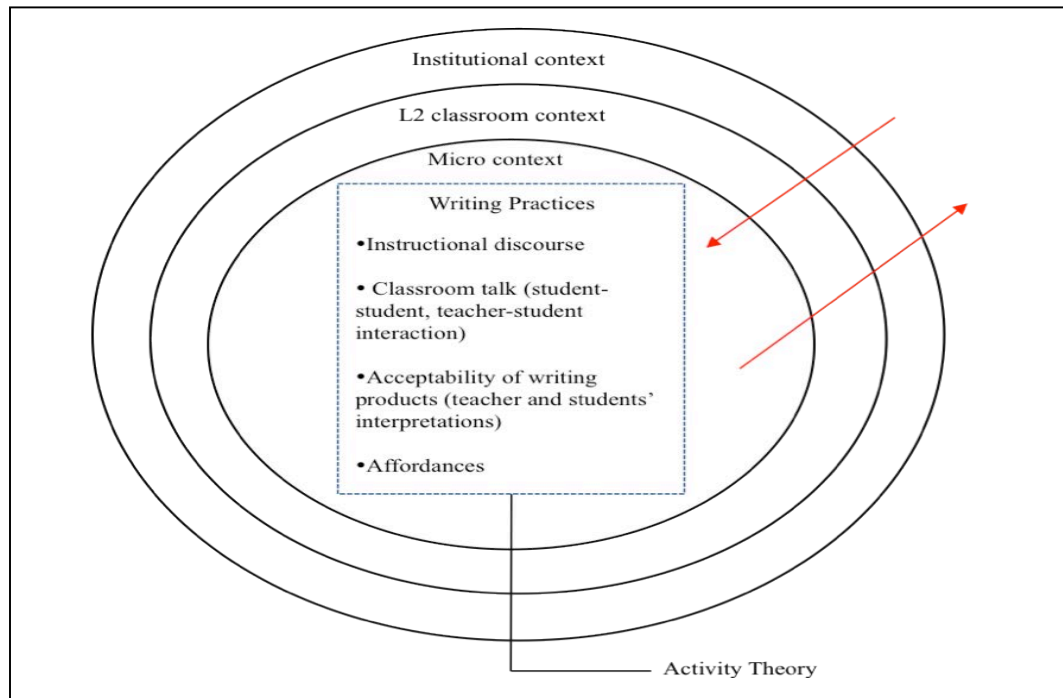 Institutional context
L2 classroom context
Micro context
Writing Practices
•Instructional discourse
• Classroom talk (student-
student, teacher-student
interaction)
•Acceptability of writing
products (teacher and students’
interpretations)
•Affordances
Activity Theory